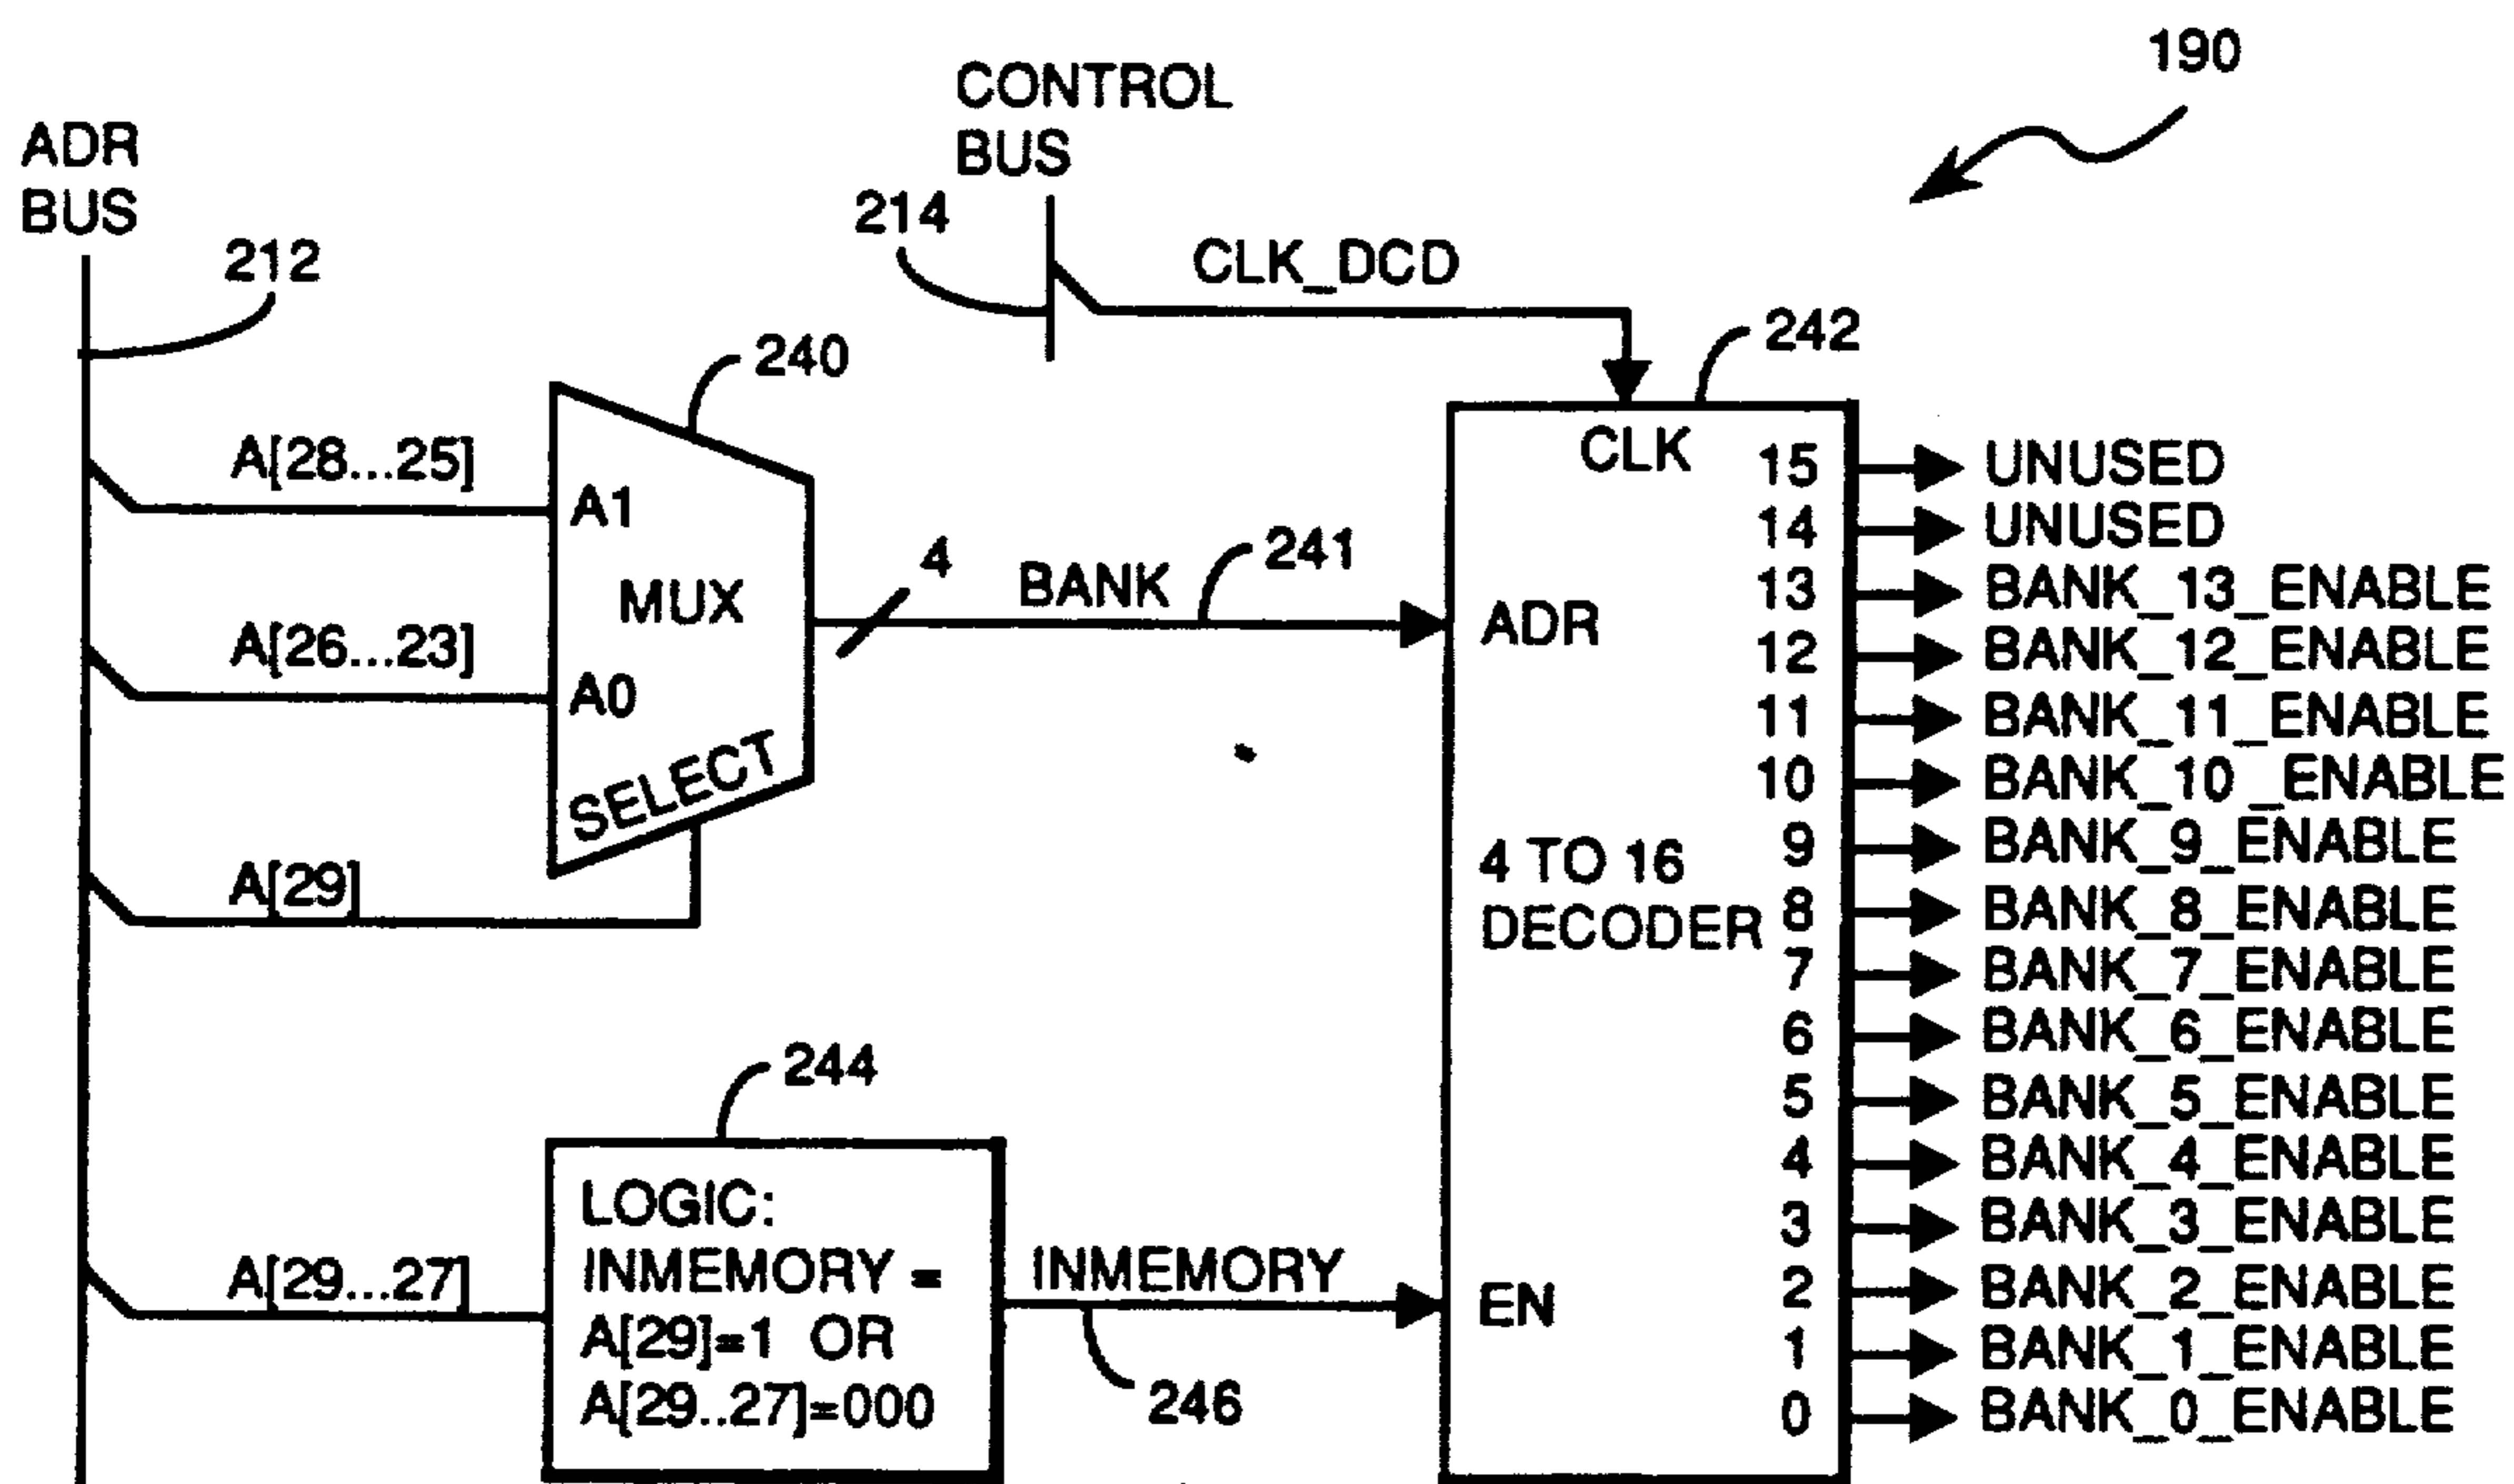 190
CONTROL
BUS
ADR
BUS
214
212
CLK_DCD
240
242
A[28...25]
A1
MUX
A[26...23]
A0
SELECT
A[29]
4
BANK
241
CLK
ADR
4 TO 16
DECODER
EN
15 UNUSED
14 UNUSED
13 BANK_13_ENABLE
12 BANK_12_ENABLE
11 BANK_11_ENABLE
10 BANK_10_ENABLE
9 BANK_9_ENABLE
8 BANK_8_ENABLE
7 BANK_7_ENABLE
6 BANK_6_ENABLE
5 BANK_5_ENABLE
4 BANK_4_ENABLE
3 BANK_3_ENABLE
2 BANK_2_ENABLE
1 BANK_1_ENABLE
0 BANK_0_ENABLE
244
A[29...27]
LOGIC:
INMEMORY =
A[29]=1 OR
A[29..27]=000
INMEMORY
246